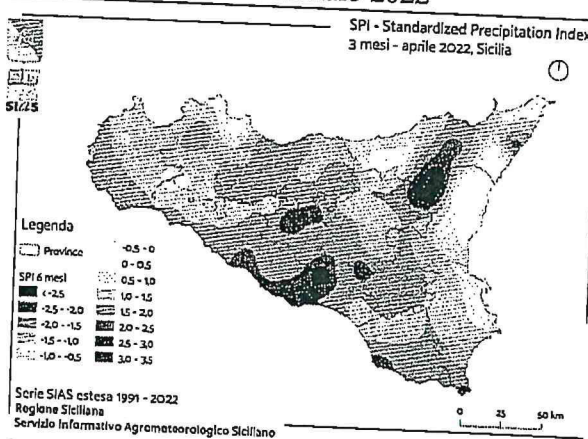 SPI - Standardized Precipitation Index
3 mesi - aprile 2022, Sicilia
SIAS
Legenda
Province
SPI 6 mesi
< -2.5
-2.5 - -2.0
-2.0 - -1.5
-1.5 - -1.0
-1.0 - -0.5
-0.5 - 0
0 - 0.5
0.5 - 1.0
1.0 - 1.5
1.5 - 2.0
2.0 - 2.5
2.5 - 3.0
3.0 - 3.5
Serie SIAS estesa 1991 - 2022
Regione Siciliana
Servizio Informativo Agrometeorologico Siciliano
0 25 50 km